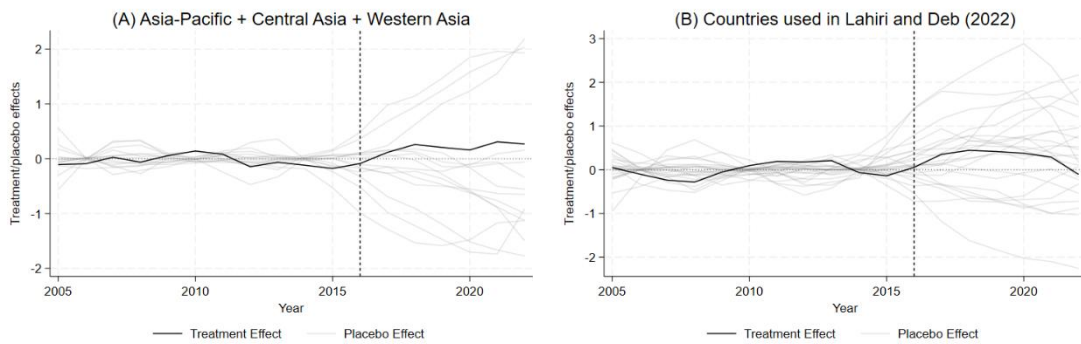 (A) Asia-Pacific + Central Asia + Western Asia
Treatment/placebo effects
2
1
0
-1
-2
2005
2010
2015
2020
Year
Treatment Effect
Placebo Effect
(B) Countries used in Lahiri and Deb (2022)
Treatment/placebo effects
3
2
1
0
-1
-2
2005
2010
2015
2020
Year
Treatment Effect
Placebo Effect